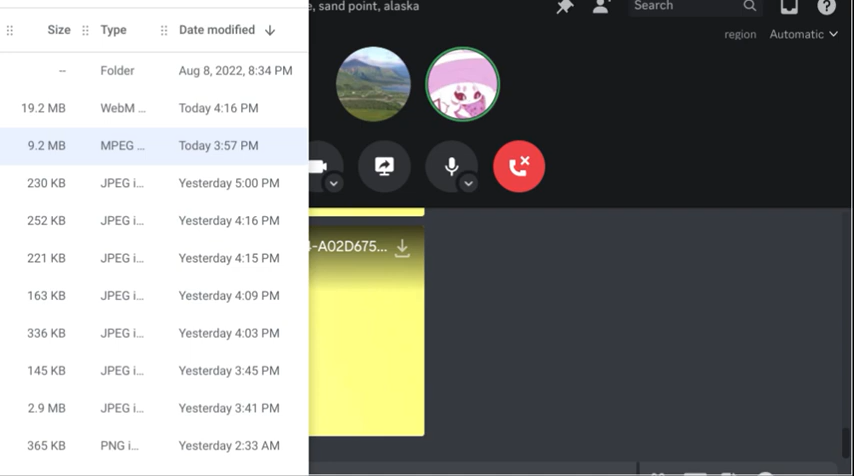 e, sand point, alaska
Search
region Automatic
Size Type Date modified
-- Folder Aug 8, 2022, 8:34 PM
19.2 MB WebM ... Today 4:16 PM
9.2 MB MPEG ... Today 3:57 PM
230 KB JPEG i... Yesterday 5:00 PM
252 KB JPEG i... Yesterday 4:16 PM
221 KB JPEG i... Yesterday 4:15 PM
163 KB JPEG i... Yesterday 4:09 PM
336 KB JPEG i... Yesterday 4:03 PM
145 KB JPEG i... Yesterday 3:45 PM
2.9 MB JPEG i... Yesterday 3:41 PM
365 KB PNG i... Yesterday 2:33 AM
4-A02D675...